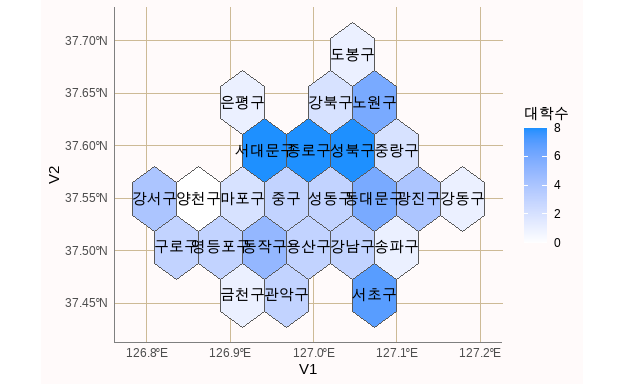 37.70°N
37.65°N
37.60°N
37.55°N
37.50°N
37.45°N
V2
도봉구
은평구
강북구
노원구
서대문구
종로구
성북구
중랑구
강서구
양천구
마포구
중구
성동구
동대문구
광진구
강동구
구로구
영등포구
동작구
용산구
강남구
송파구
금천구
관악구
서초구
126.8°E
126.9°E
127.0°E
127.1°E
127.2°E
V1
대학수
8
6
4
2
0